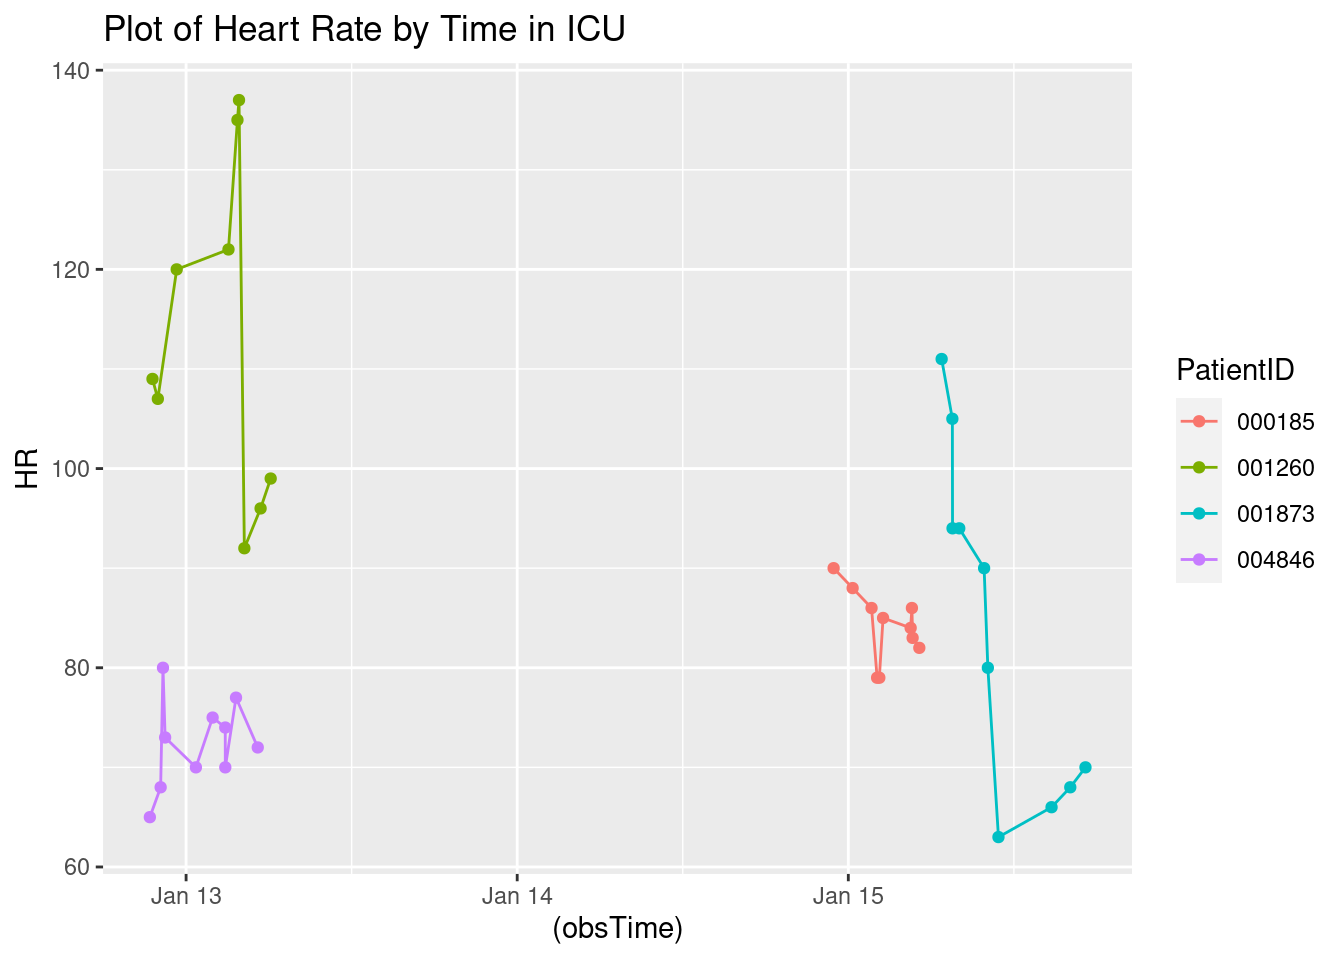 Plot of Heart Rate by Time in ICU
140
120
100
80
60
HR
Jan 13
Jan 14
Jan 15
(obsTime)
PatientID
000185
001260
001873
004846